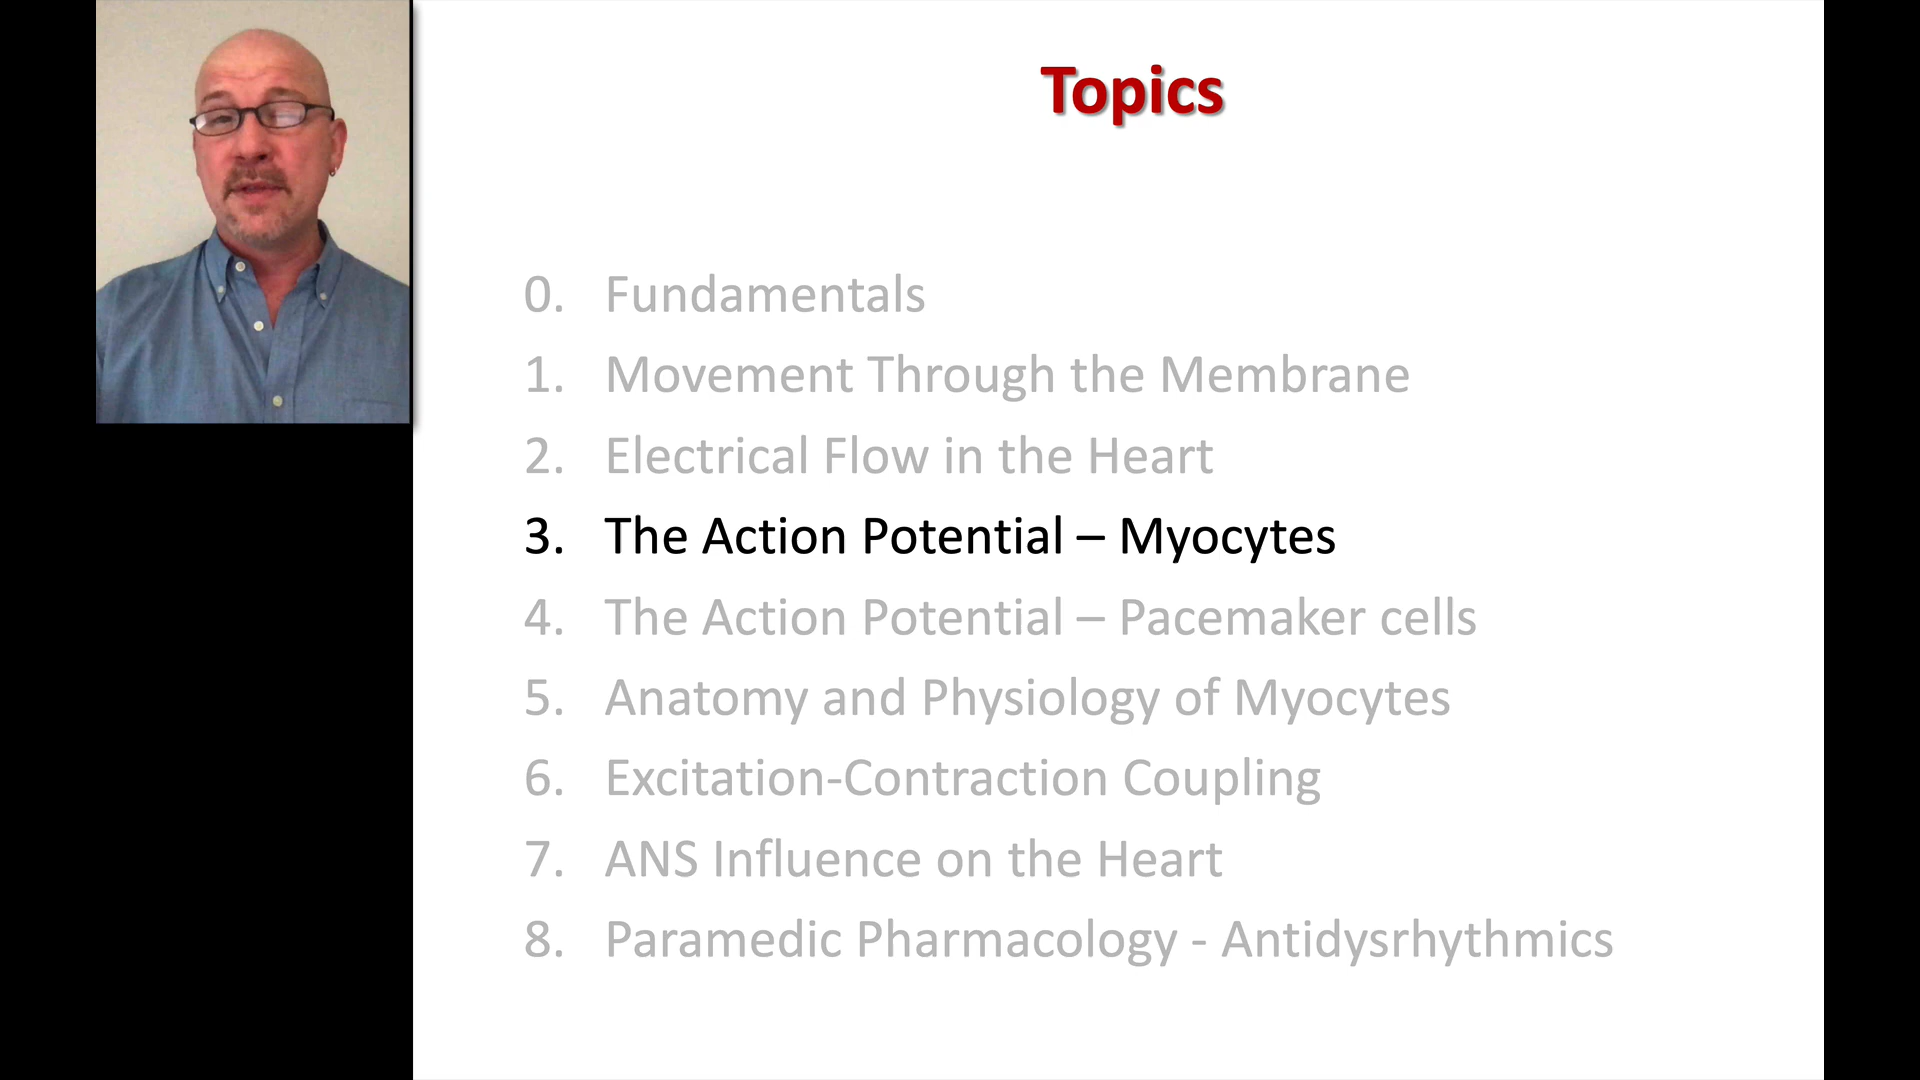 Topics
0. Fundamentals
1. Movement Through the Membrane
2. Electrical Flow in the Heart
3. The Action Potential – Myocytes
4. The Action Potential – Pacemaker cells
5. Anatomy and Physiology of Myocytes
6. Excitation-Contraction Coupling
7. ANS Influence on the Heart
8. Paramedic Pharmacology - Antidysrhythmics